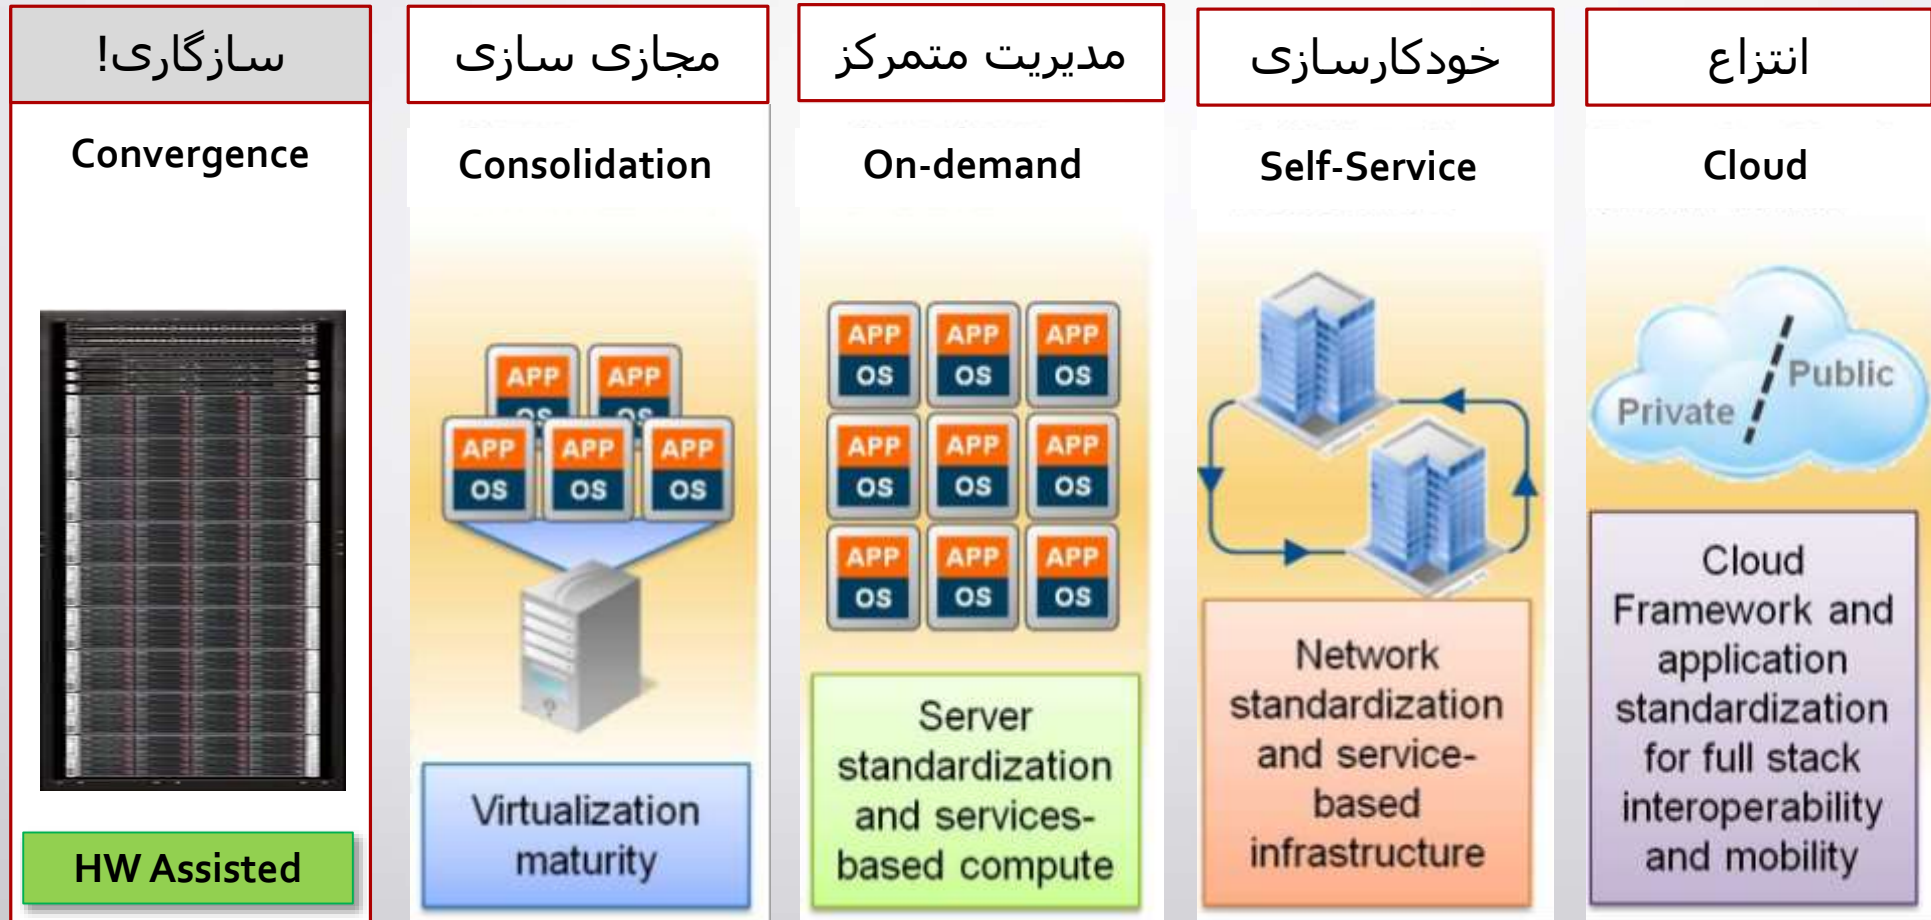 سازگاری!
Convergence
HW Assisted
مجازی سازی
Consolidation
APP
APP
OS
OS
APP
APP
APP
OS
OS
OS
Virtualization
maturity
مدیریت متمرکز
On-demand
APP
APP
APP
OS
OS
OS
APP
APP
APP
OS
OS
OS
APP
APP
APP
OS
OS
OS
Server
standardization
and services-
based compute
خودکارسازی
Self-Service
Network
standardization
and service-
based
infrastructure
انتزاع
Cloud
Public
Private
Cloud
Framework and
application
standardization
for full stack
interoperability
and mobility